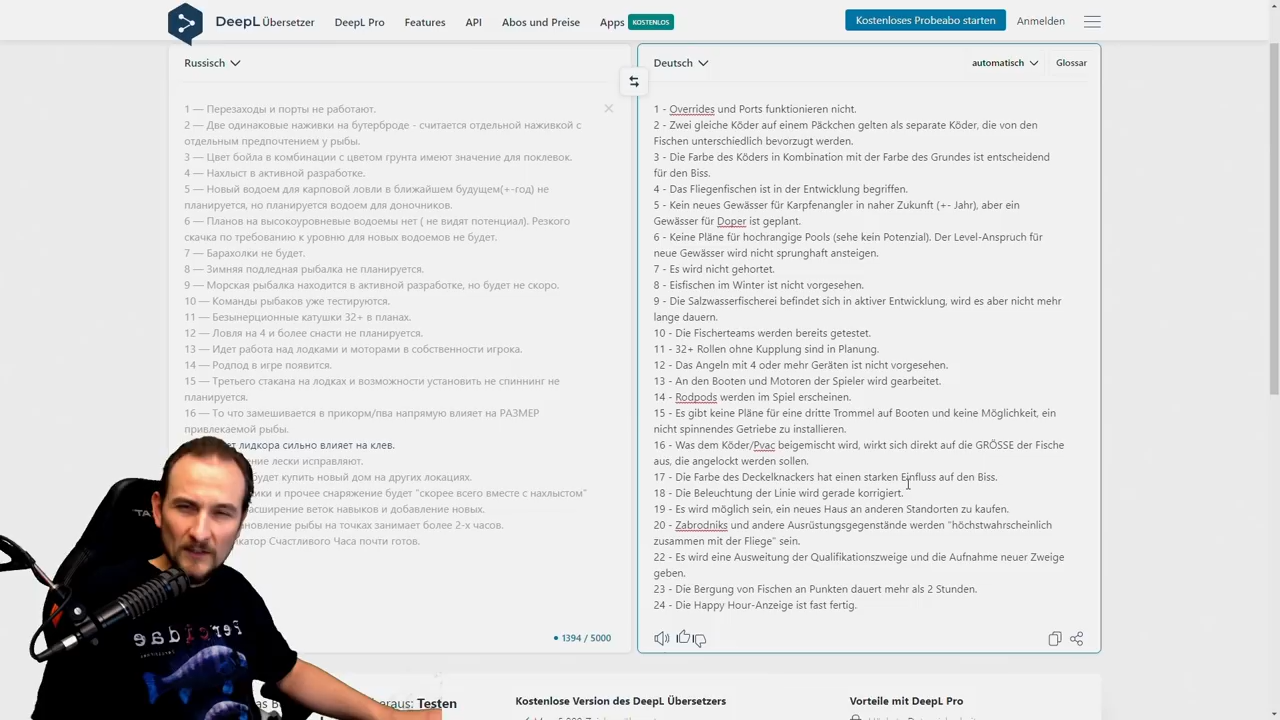 DeepL Übersetzer
DeepL Pro
Features
API
Abos und Preise
Apps KOSTENLOS
Kostenloses Probeabo starten
Anmelden
Russisch
1 — Перезаходы и порты не работают.
2 — Две одинаковые наживки на бутерброде - считается отдельной наживкой с
отдельным предпочтением у рыбы.
3 — Цвет бойла в комбинации с цветом грунта имеют значение для поклевок.
4 — Нахлыст в активной разработке.
5 — Новый водоем для карповой ловли в ближайшем будущем(+-год) не
планируется, но планируется водоем для доночников.
6 — Планов на высокоуровневые водоемы нет ( не видят потенциал). Резкого
скачка по требованию к уровню для новых водоемов не будет.
7 — Барахолки не будет.
8 — Зимняя подледная рыбалка не планируется.
9 — Морская рыбалка находится в активной разработке, но будет не скоро.
10 — Команды рыбаков уже тестируются.
11 — Безынерционные катушки 32+ в планах.
12 — Ловля на 4 и более снасти не планируется.
13 — Идет работа над лодками и моторами в собственности игрока.
14 — Родпод в игре появится.
15 — Третьего стакана на лодках и возможности установить не спиннинг не
планируется.
16 — То что замешивается в прикорм/пва напрямую влияет на РАЗМЕР
привлекаемой рыбы.
лидкора сильно влияет на клев.
лески исправляют.
будет купить новый дом на других локациях.
и прочее снаряжение будет "скорее всего вместе с нахлыстом"
веток навыков и добавление новых.
рыбы на точках занимает более 2-х часов.
Счастливого Часа почти готов.
1394 / 5000
Deutsch
automatisch
Glossar
1 - Overrides und Ports funktionieren nicht.
2 - Zwei gleiche Köder auf einem Päckchen gelten als separate Köder, die von den
Fischen unterschiedlich bevorzugt werden.
3 - Die Farbe des Köders in Kombination mit der Farbe des Grundes ist entscheidend
für den Biss.
4 - Das Fliegenfischen ist in der Entwicklung begriffen.
5 - Kein neues Gewässer für Karpfenangler in naher Zukunft (+- Jahr), aber ein
Gewässer für Doper ist geplant.
6 - Keine Pläne für hochrangige Pools (sehe kein Potenzial). Der Level-Anspruch für
neue Gewässer wird nicht sprunghaft ansteigen.
7 - Es wird nicht gehortet.
8 - Eisfischen im Winter ist nicht vorgesehen.
9 - Die Salzwasserfischerei befindet sich in aktiver Entwicklung, wird es aber nicht mehr
lange dauern.
10 - Die Fischerteams werden bereits getestet.
11 - 32+ Rollen ohne Kupplung sind in Planung.
12 - Das Angeln mit 4 oder mehr Geräten ist nicht vorgesehen.
13 - An den Booten und Motoren der Spieler wird gearbeitet.
14 - Rodpods werden im Spiel erscheinen.
15 - Es gibt keine Pläne für eine dritte Trommel auf Booten und keine Möglichkeit, ein
nicht spinnendes Getriebe zu installieren.
16 - Was dem Köder/Pvac beigemischt wird, wirkt sich direkt auf die GRÖSSE der Fische
aus, die angelockt werden sollen.
17 - Die Farbe des Deckelknackers hat einen starken Einfluss auf den Biss.
18 - Die Beleuchtung der Linie wird gerade korrigiert.
19 - Es wird möglich sein, ein neues Haus an anderen Standorten zu kaufen.
20 - Zabrodniks und andere Ausrüstungsgegenstände werden "höchstwahrscheinlich
zusammen mit der Fliege" sein.
22 - Es wird eine Ausweitung der Qualifikationszweige und die Aufnahme neuer Zweige
geben.
23 - Die Bergung von Fischen an Punkten dauert mehr als 2 Stunden.
24 - Die Happy Hour-Anzeige ist fast fertig.
Testen
Kostenlose Version des DeepL Übersetzers
Vorteile mit DeepL Pro